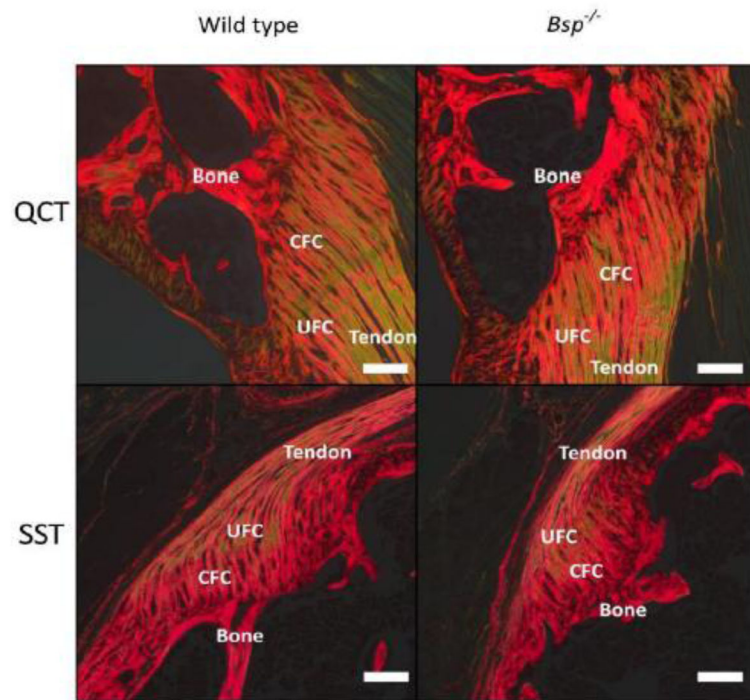 Wild type
Bsp⁻/⁻
QCT
Bone
CFC
UFC
Tendon
Bone
CFC
UFC
Tendon
SST
Tendon
UFC
CFC
Bone
Tendon
UFC
CFC
Bone